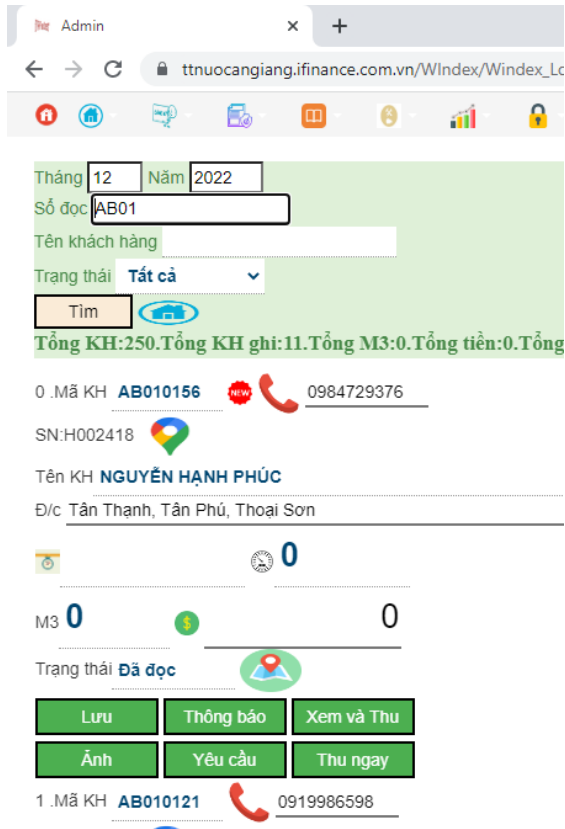 Admin
ttnuocangiang.ifinance.com.vn/WIndex/Windex_Lo
Tháng 12 Năm 2022
Sổ đọc AB01
Tên khách hàng
Trạng thái Tất cả
Tìm
Tổng KH:250.Tổng KH ghi:11.Tổng M3:0.Tổng tiền:0.Tổng
0 .Mã KH AB010156 NEW 0984729376
SN:H002418
Tên KH NGUYỄN HẠNH PHÚC
Đ/c Tân Thạnh, Tân Phú, Thoại Sơn
0
M3 0 $ 0
Trạng thái Đã đọc
Lưu Thông báo Xem và Thu
Ảnh Yêu cầu Thu ngay
1 .Mã KH AB010121 0919986598